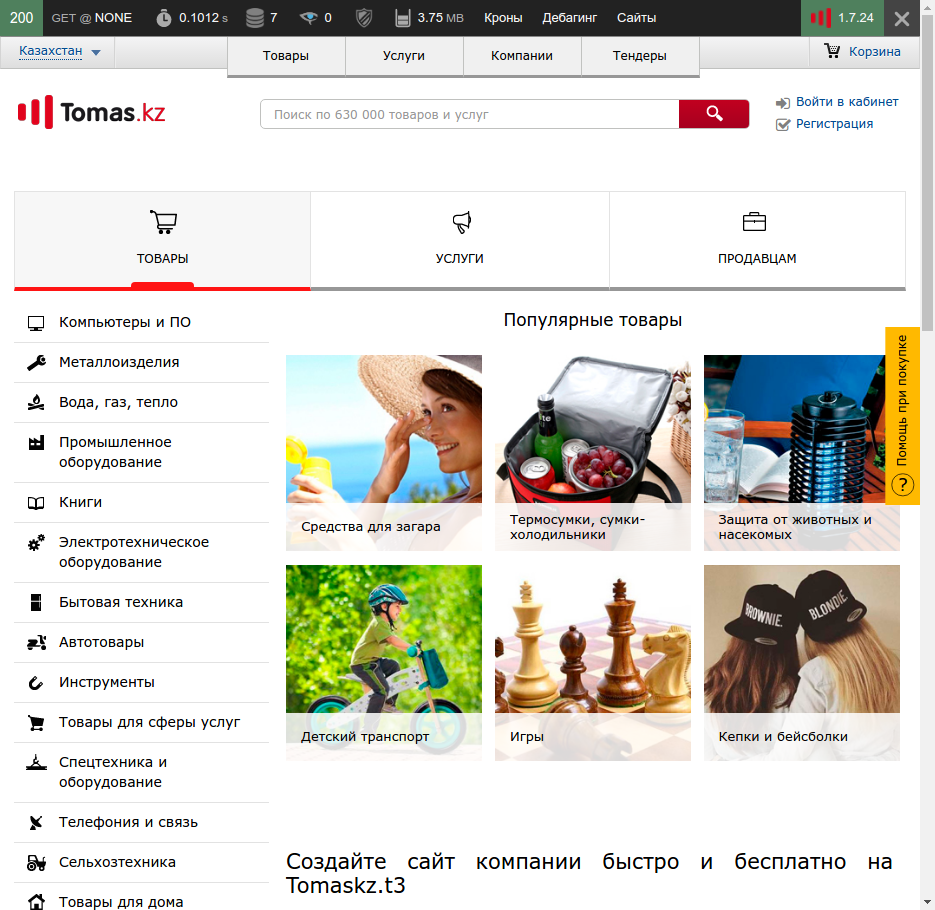 200 GET @ NONE 0.1012 s 7 0 3.75 MB Кроны Дебагинг Сайты 1.7.24
Казахстан Товары Услуги Компании Тендеры Корзина
Tomas.kz
Поиск по 630 000 товаров и услуг
Войти в кабинет
Регистрация
ТОВАРЫ УСЛУГИ ПРОДАВЦАМ
Компьютеры и ПО
Металлоизделия
Вода, газ, тепло
Промышленное
оборудование
Книги
Электротехническое
оборудование
Бытовая техника
Автотовары
Инструменты
Товары для сферы услуг
Спецтехника и
оборудование
Телефония и связь
Сельхозтехника
Товары для дома
Популярные товары
Средства для загара
Термосумки, сумки-
холодильники
Защита от животных и
насекомых
Детский транспорт
Игры
BROWNIE.
BLONDIE.
Кепки и бейсболки
Помощь при покупке
?
Создайте сайт компании быстро и бесплатно на
Tomaskz.t3